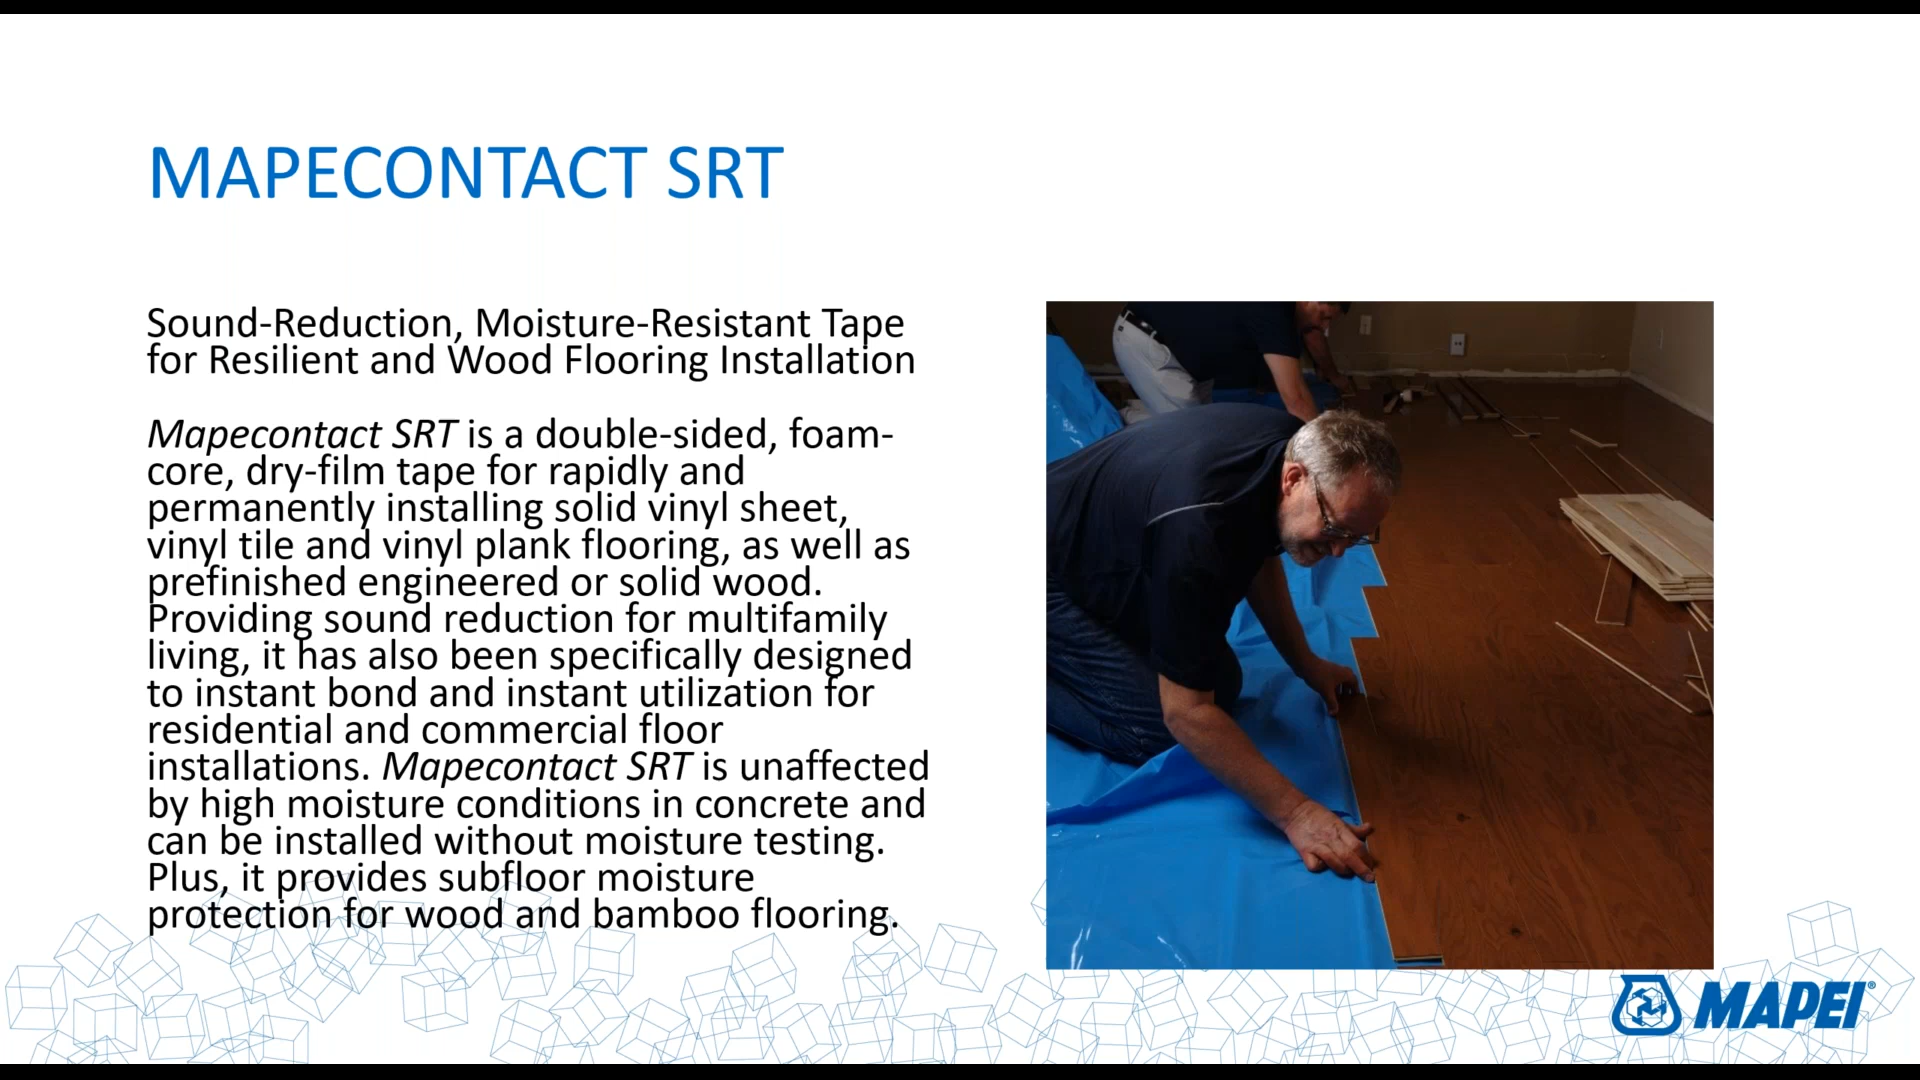 MAPECONTACT SRT
Sound-Reduction, Moisture-Resistant Tape
for Resilient and Wood Flooring Installation
Mapecontact SRT is a double-sided, foam-
core, dry-film tape for rapidly and
permanently installing solid vinyl sheet,
vinyl tile and vinyl plank flooring, as well as
prefinished engineered or solid wood.
Providing sound reduction for multifamily
living, it has also been specifically designed
to instant bond and instant utilization for
residential and commercial floor
installations. Mapecontact SRT is unaffected
by high moisture conditions in concrete and
can be installed without moisture testing.
Plus, it provides subfloor moisture
protection for wood and bamboo flooring.
MAPEI®